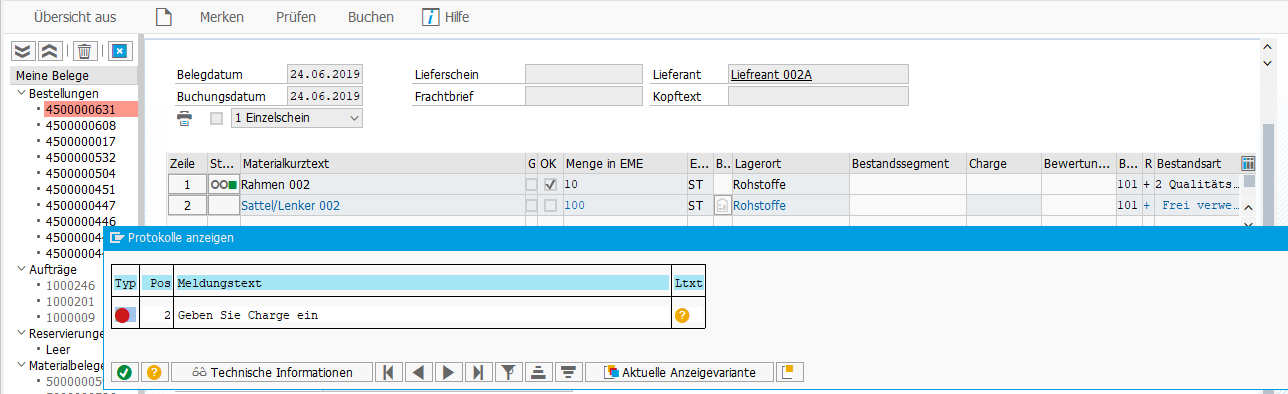 Übersicht aus Merken Prüfen Buchen Hilfe
Meine Belege
Bestellungen
4500000631
4500000608
4500000017
4500000532
4500000504
4500000451
4500000447
4500000446
Aufträge
1000246
1000201
1000009
Reservierunge
Leer
Materialbelege
Belegdatum 24.06.2019 Lieferschein Lieferant Liefreant 002A
Buchungsdatum 24.06.2019 Frachtbrief Kopftext
1 Einzelschein
Zeile St... Materialkurztext G OK Menge in EME E... B.. Lagerort Bestandssegment Charge Bewertun... B... R Bestandsart
1 Rahmen 002 10 ST Rohstoffe 101 + 2 Qualitäts…
2 Sattel/Lenker 002 100 ST Rohstoffe 101 + Frei verwe…
Protokolle anzeigen
Typ Pos Meldungstext Ltxt
2 Geben Sie Charge ein
Technische Informationen Aktuelle Anzeigevariante